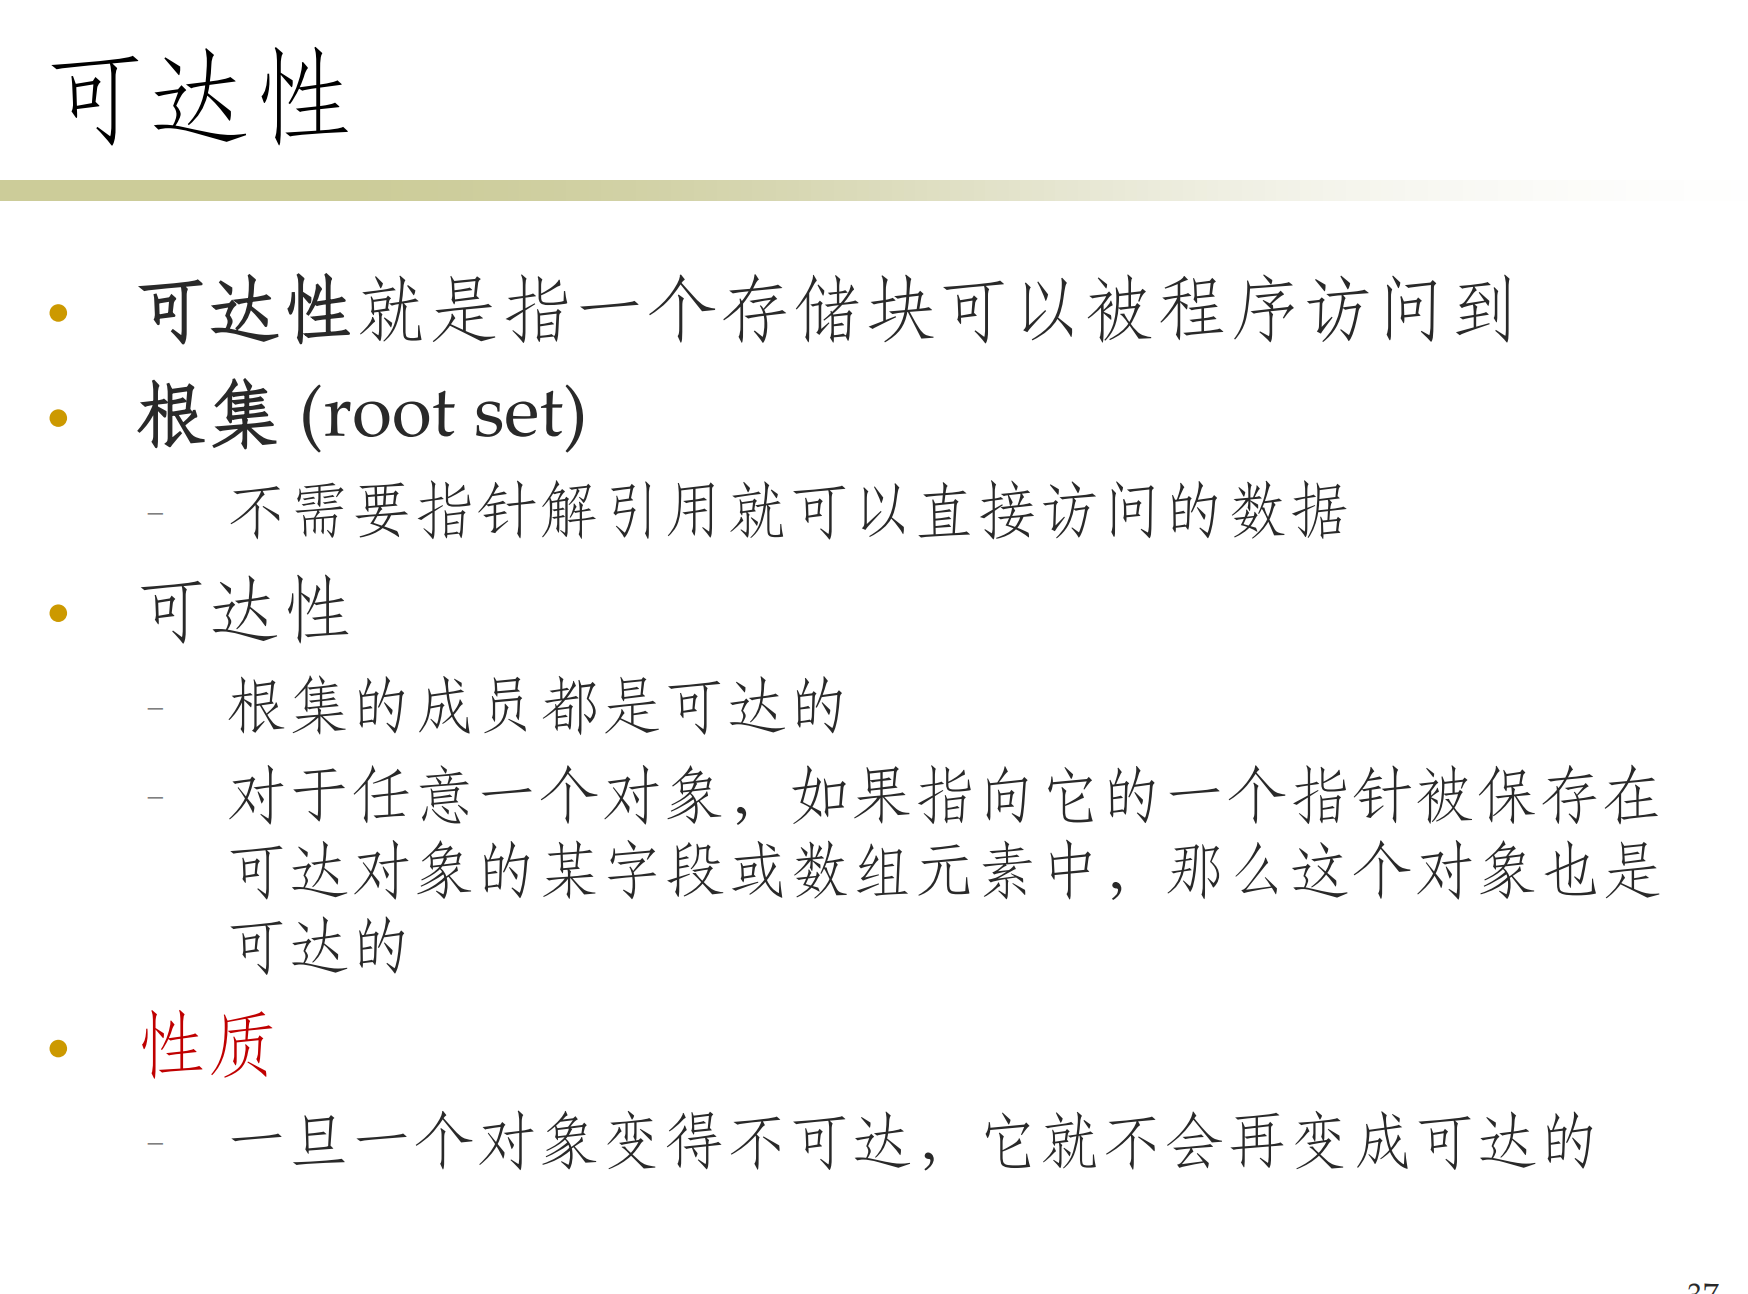 可达性
• 可达性就是指一个存储块可以被程序访问到
• 根集 (root set)
– 不需要指针解引用就可以直接访问的数据
• 可达性
– 根集的成员都是可达的
– 对于任意一个对象，如果指向它的一个指针被保存在
可达对象的某字段或数组元素中，那么这个对象也是
可达的
• 性质
– 一旦一个对象变得不可达，它就不会再变成可达的
37